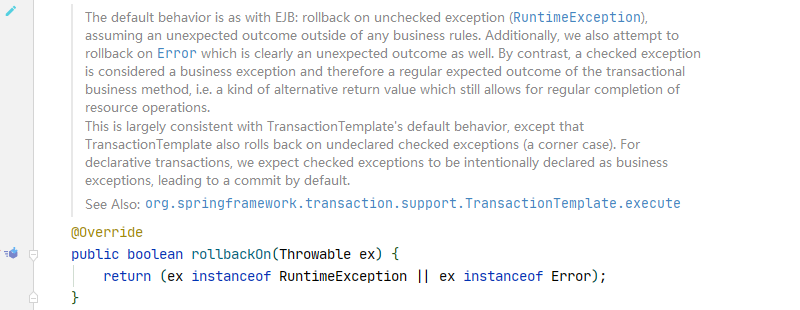 The default behavior is as with EJB: rollback on unchecked exception (RuntimeException),
assuming an unexpected outcome outside of any business rules. Additionally, we also attempt to
rollback on Error which is clearly an unexpected outcome as well. By contrast, a checked exception
is considered a business exception and therefore a regular expected outcome of the transactional
business method, i.e. a kind of alternative return value which still allows for regular completion of
resource operations.
This is largely consistent with TransactionTemplate's default behavior, except that
TransactionTemplate also rolls back on undeclared checked exceptions (a corner case). For
declarative transactions, we expect checked exceptions to be intentionally declared as business
exceptions, leading to a commit by default.
See Also: org.springframework.transaction.support.TransactionTemplate.execute
@Override
public boolean rollbackOn(Throwable ex) {
    return (ex instanceof RuntimeException || ex instanceof Error);
}